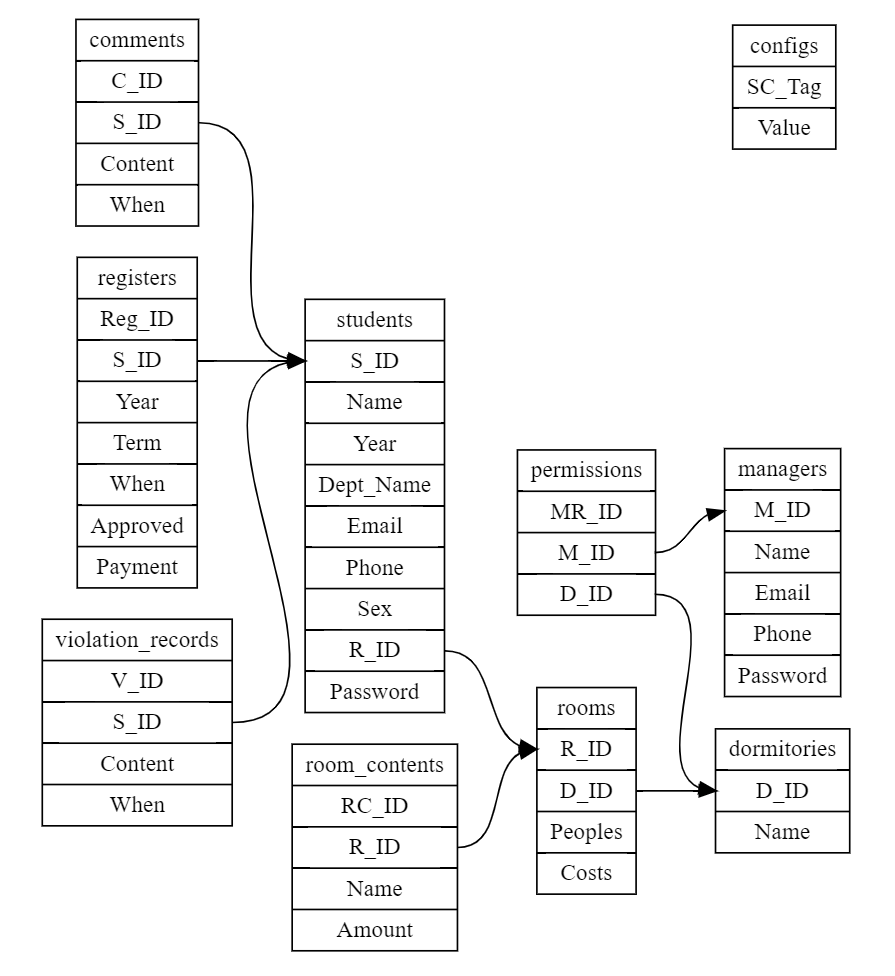 comments
C_ID
S_ID
Content
When
configs
SC_Tag
Value
registers
Reg_ID
S_ID
Year
Term
When
Approved
Payment
students
S_ID
Name
Year
Dept_Name
Email
Phone
Sex
R_ID
Password
permissions
MR_ID
M_ID
D_ID
managers
M_ID
Name
Email
Phone
Password
violation_records
V_ID
S_ID
Content
When
room_contents
RC_ID
R_ID
Name
Amount
rooms
R_ID
D_ID
Peoples
Costs
dormitories
D_ID
Name